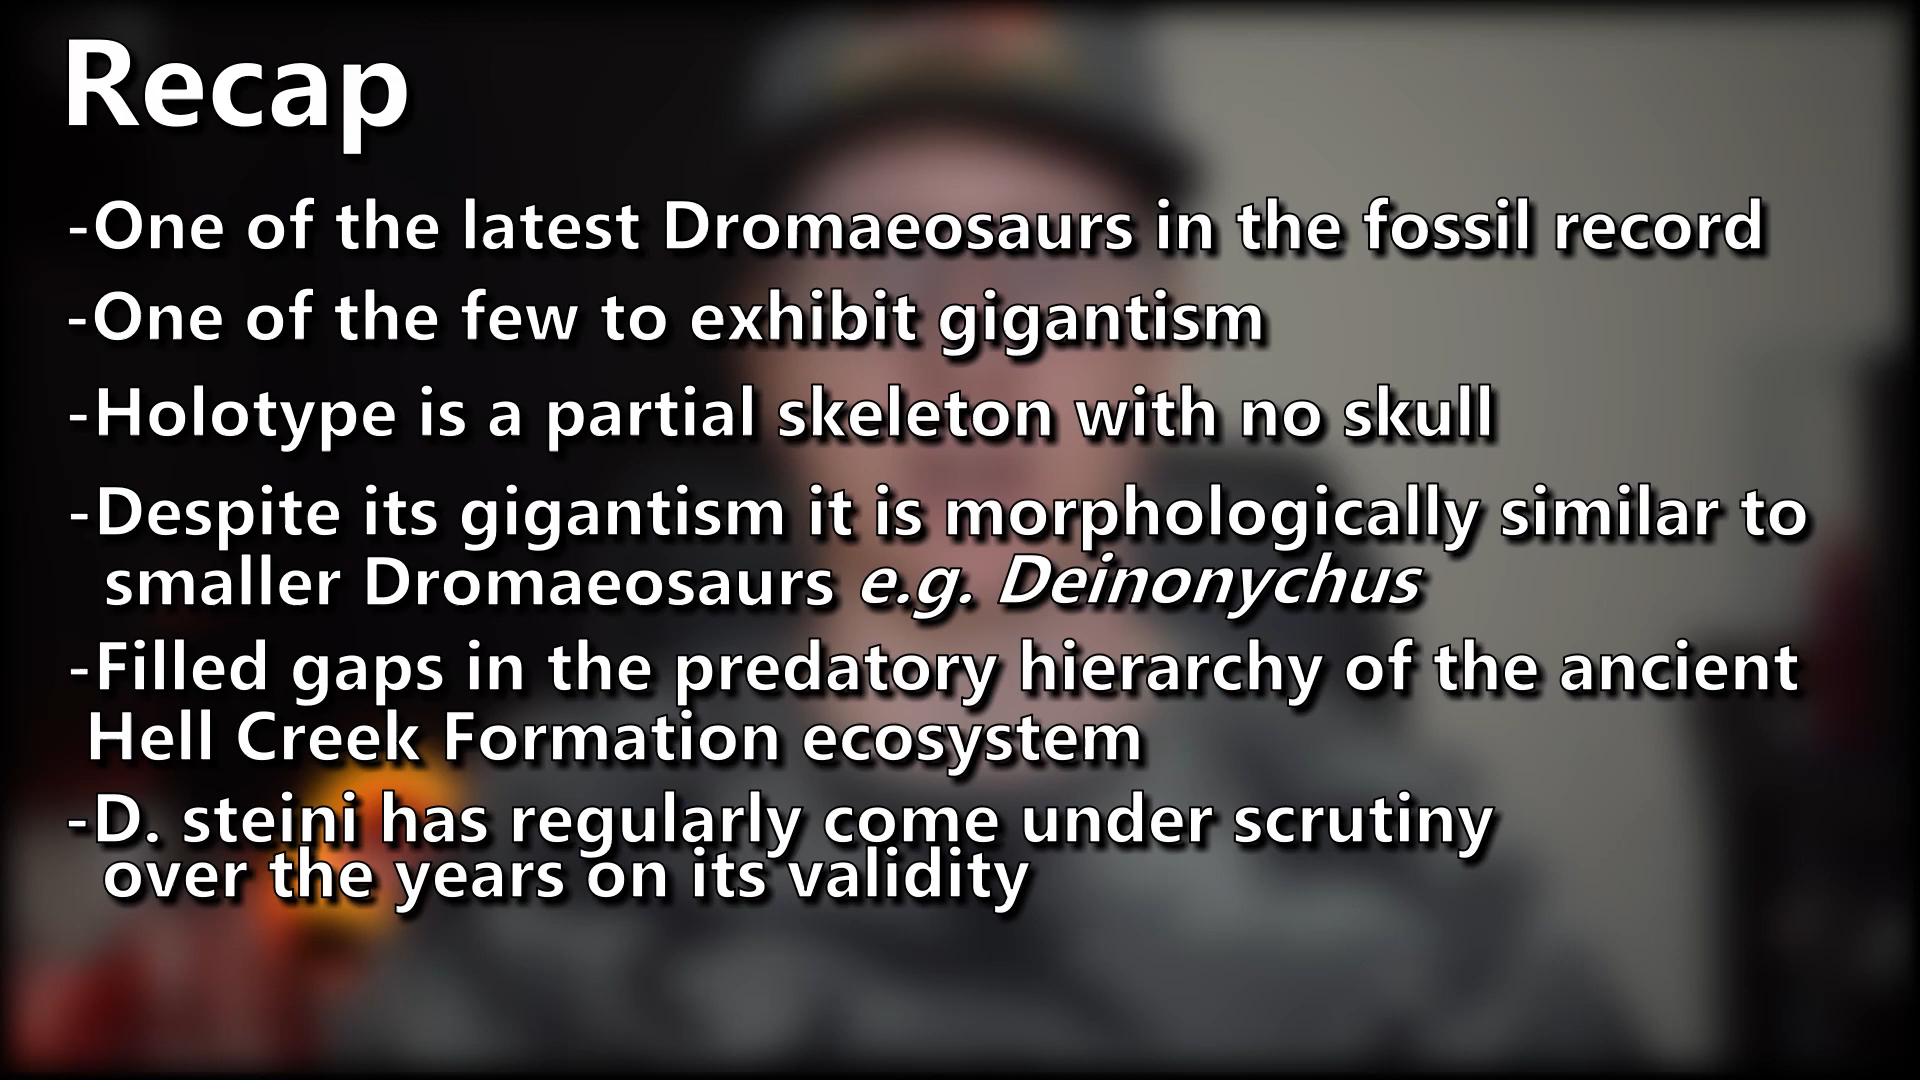 Recap
-One of the latest Dromaeosaurs in the fossil record
-One of the few to exhibit gigantism
-Holotype is a partial skeleton with no skull
-Despite its gigantism it is morphologically similar to
smaller Dromaeosaurs e.g. Deinonychus
-Filled gaps in the predatory hierarchy of the ancient
Hell Creek Formation ecosystem
-D. steini has regularly come under scrutiny
over the years on its validity